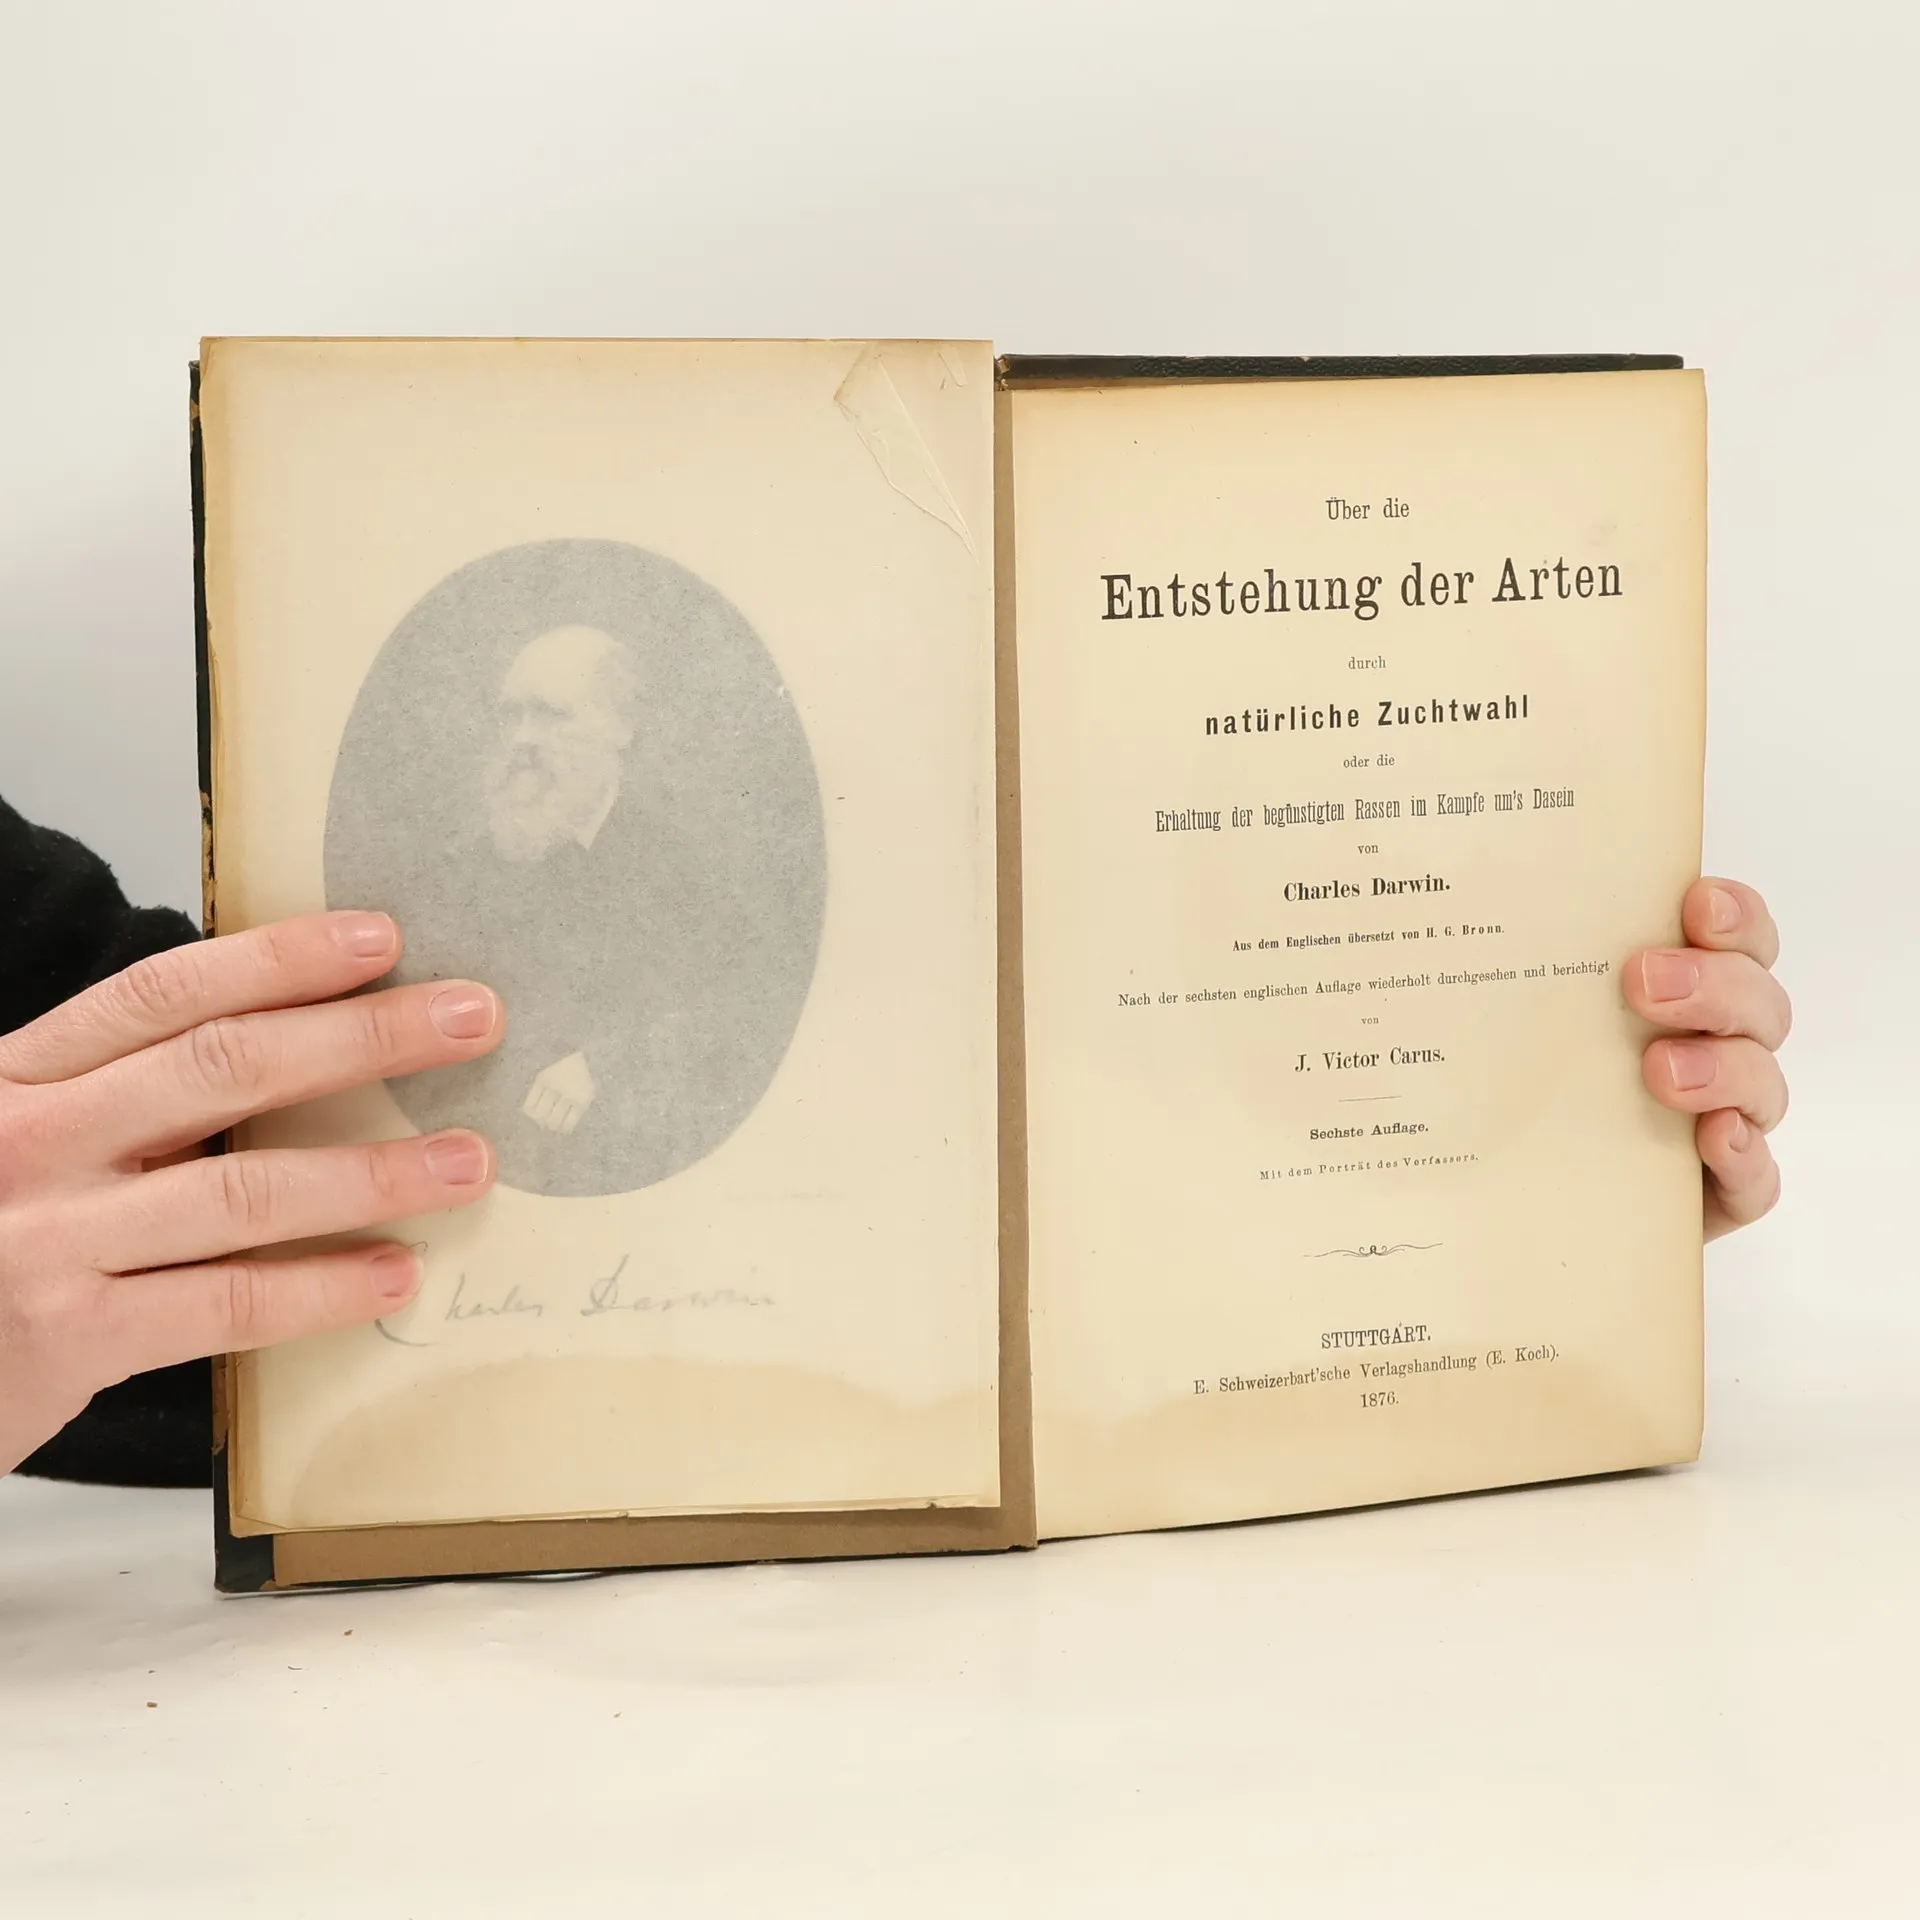 Charles Darwin
Über die
Entstehung der Arten
durch
natürliche Zuchtwahl
oder die
Erhaltung der begünstigten Rassen im Kampfe um's Dasein
von
Charles Darwin.
Aus dem Englischen übersetzt von H. G. Bronn.
Nach der sechsten englischen Auflage wiederholt durchgesehen und berichtigt
von
J. Victor Carus.
Sechste Auflage.
Mit dem Porträt des Verfassers.
STUTTGART.
E. Schweizerbart'sche Verlagshandlung (E. Koch).
1876.